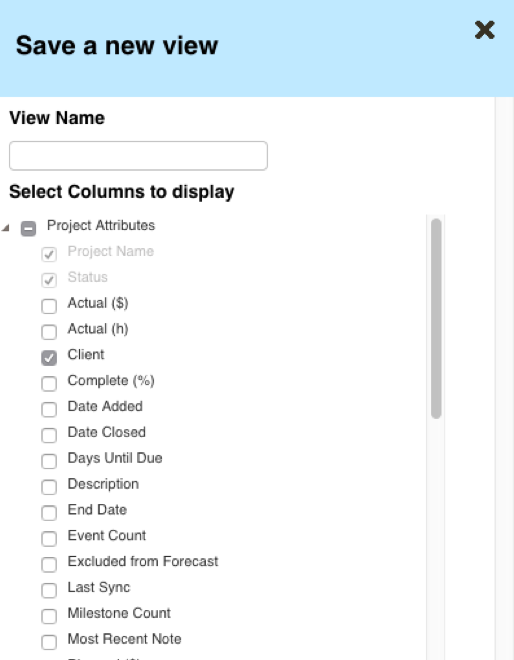 Save a new view
View Name
Select Columns to display
Project Attributes
Project Name
Status
Actual ($)
Actual (h)
Client
Complete (%)
Date Added
Date Closed
Days Until Due
Description
End Date
Event Count
Excluded from Forecast
Last Sync
Milestone Count
Most Recent Note